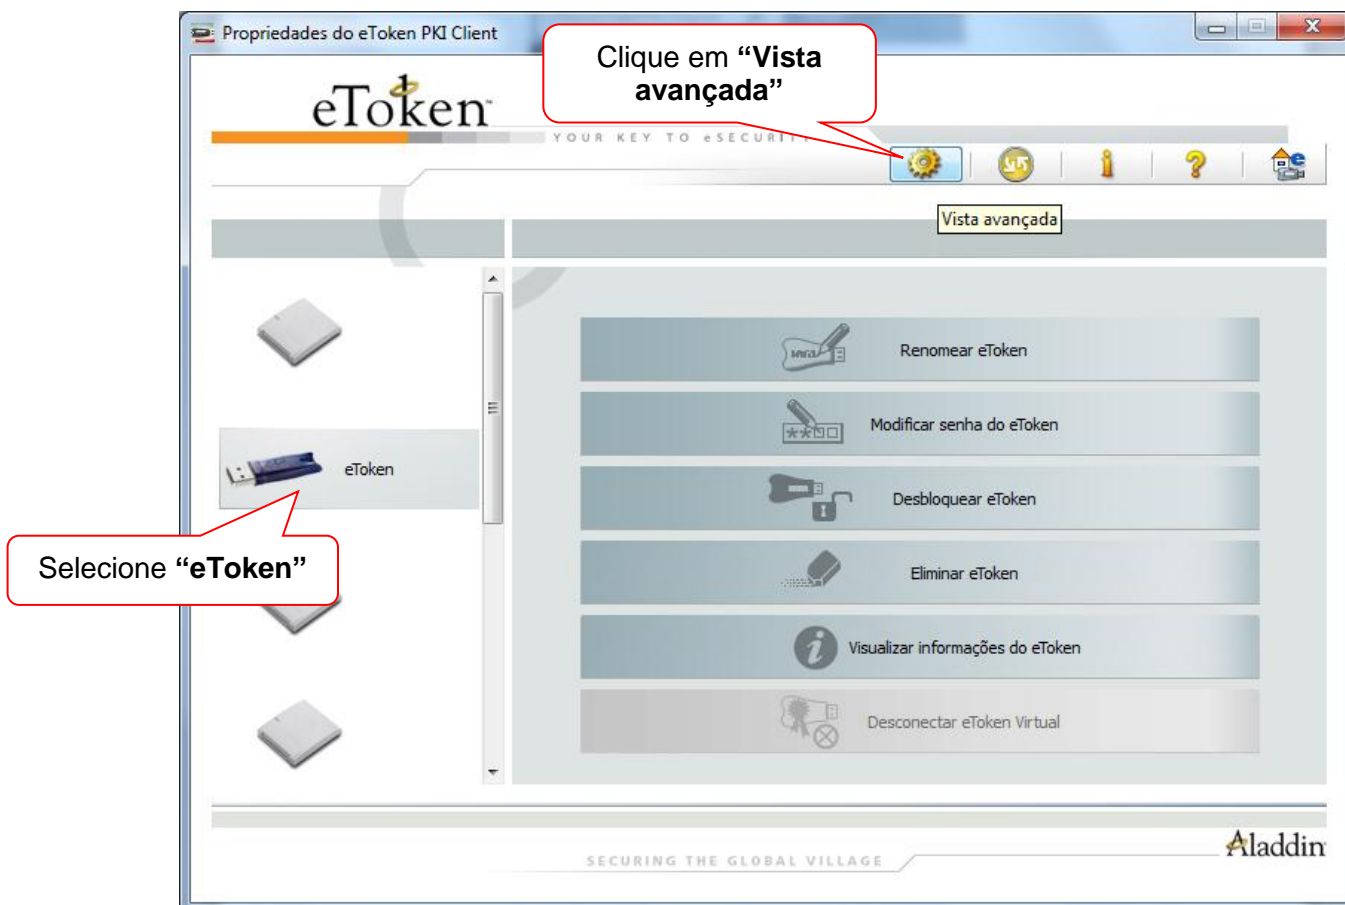 Propriedades do eToken PKI Client
Clique em “Vista
avançada”
eToken
YOUR KEY TO eSECURITY
Vista avançada
Renomear eToken
Modificar senha do eToken
eToken
Desbloquear eToken
Selecione “eToken”
Eliminar eToken
Visualizar informações do eToken
Desconectar eToken Virtual
Aladdin
SECURING THE GLOBAL VILLAGE